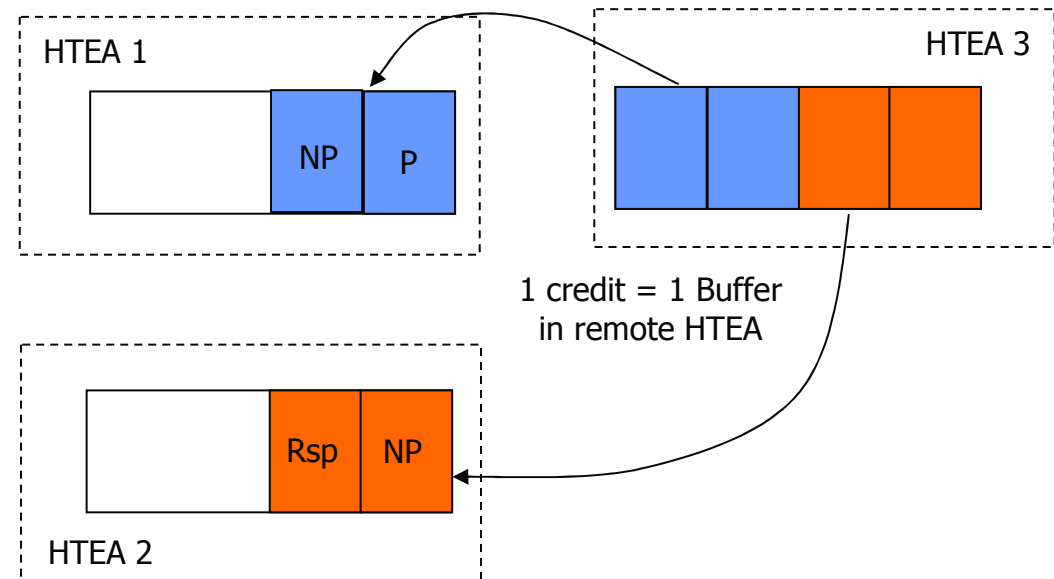 HTEA 1
HTEA 3
NP
P
1 credit = 1 Buffer
in remote HTEA
Rsp
NP
HTEA 2